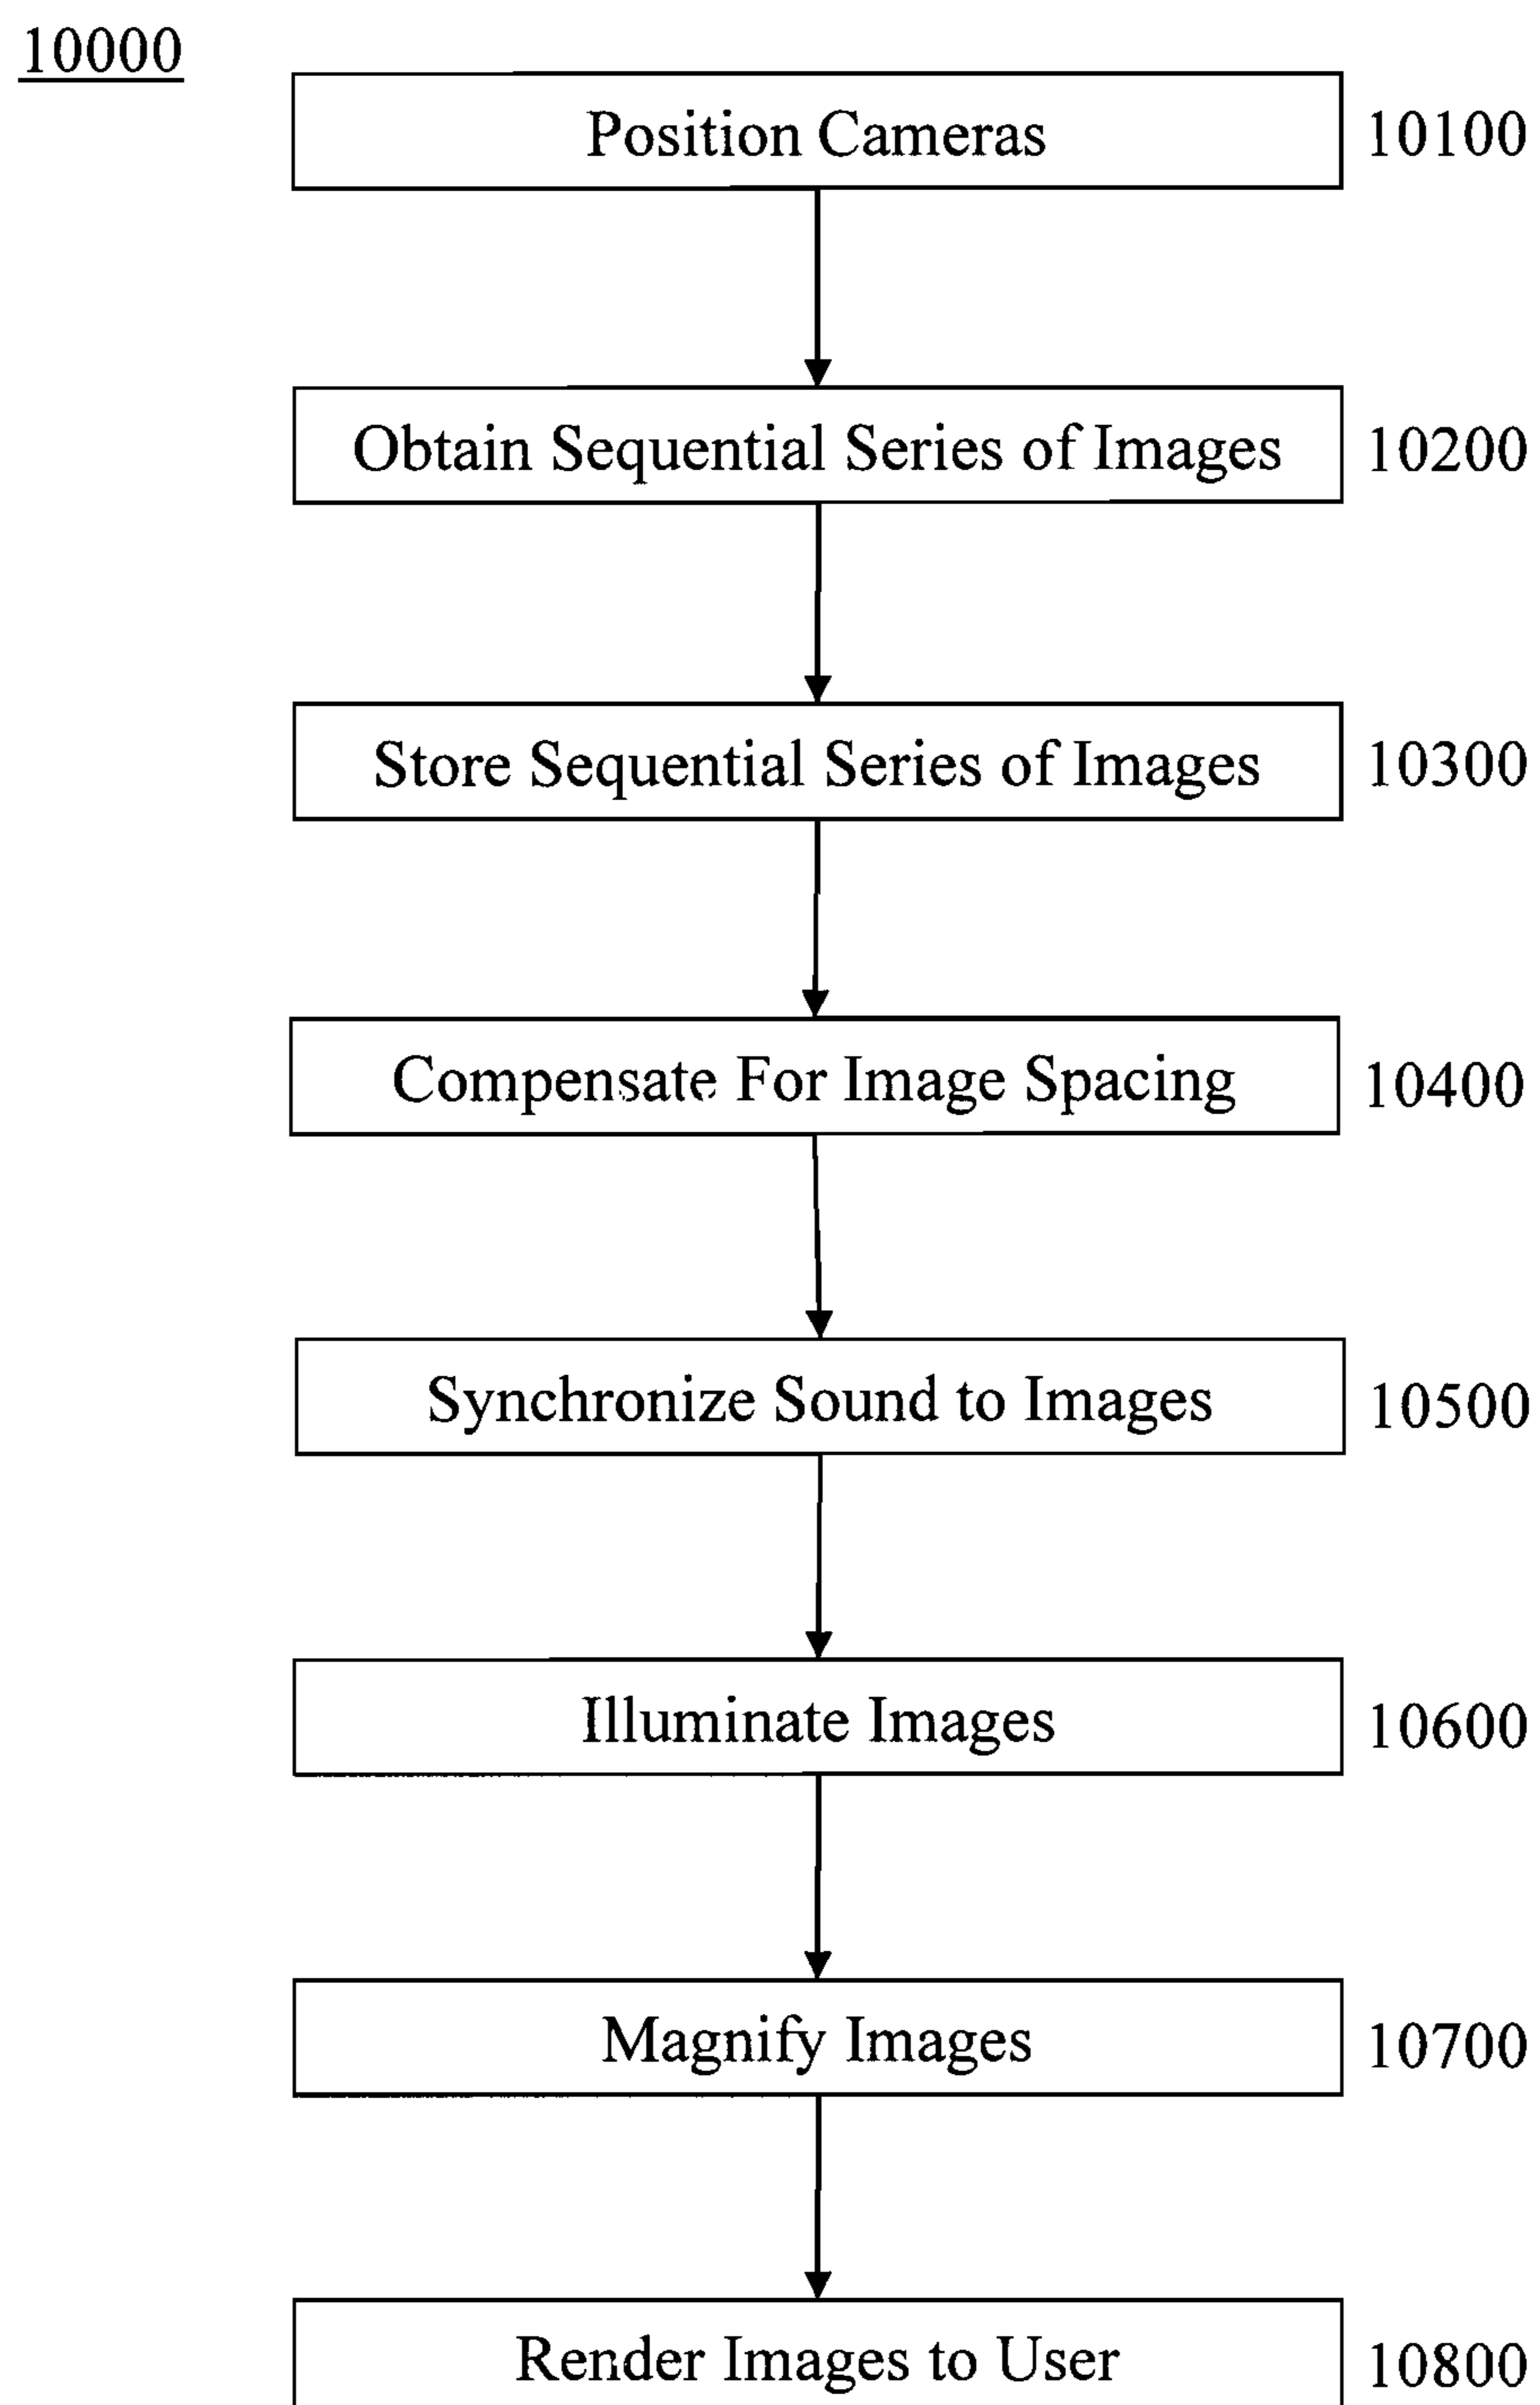 10000
Position Cameras 10100
Obtain Sequential Series of Images 10200
Store Sequential Series of Images 10300
Compensate For Image Spacing 10400
Synchronize Sound to Images 10500
Illuminate Images 10600
Magnify Images 10700
Render Images to User 10800